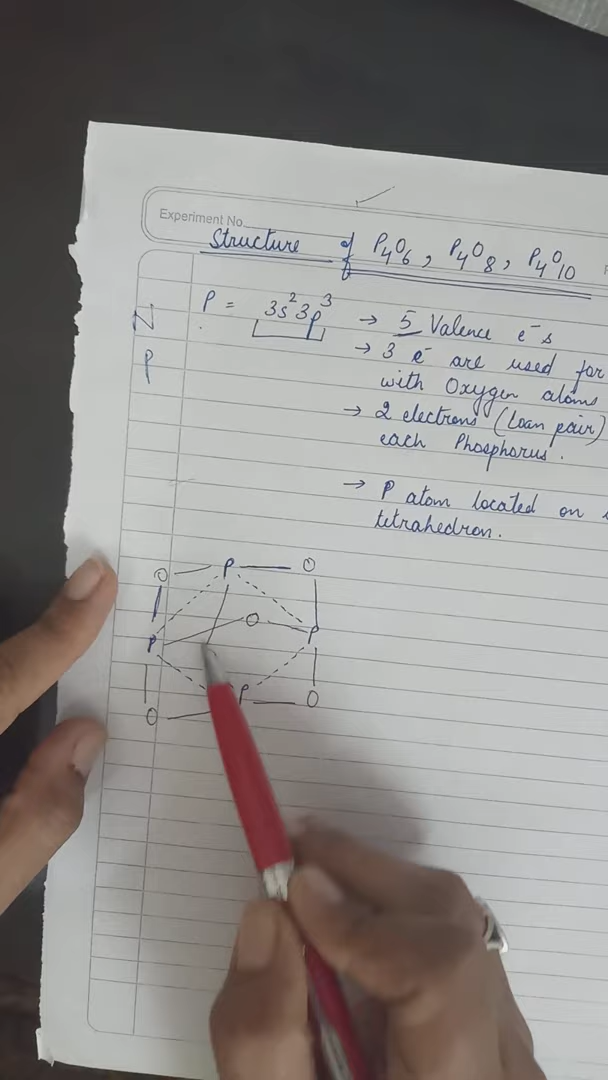 Experiment No.
Structure of P4O6, P4O8, P4O10
N
P
P = 3s² 3p³ → 5 Valence e⁻s
→ 3 e⁻ are used for
with Oxygen atoms
→ 2 electrons (Loan pair)
each Phosphorus.
→ P atom located on
tetrahedron.
O P O
O
P P
P O
O